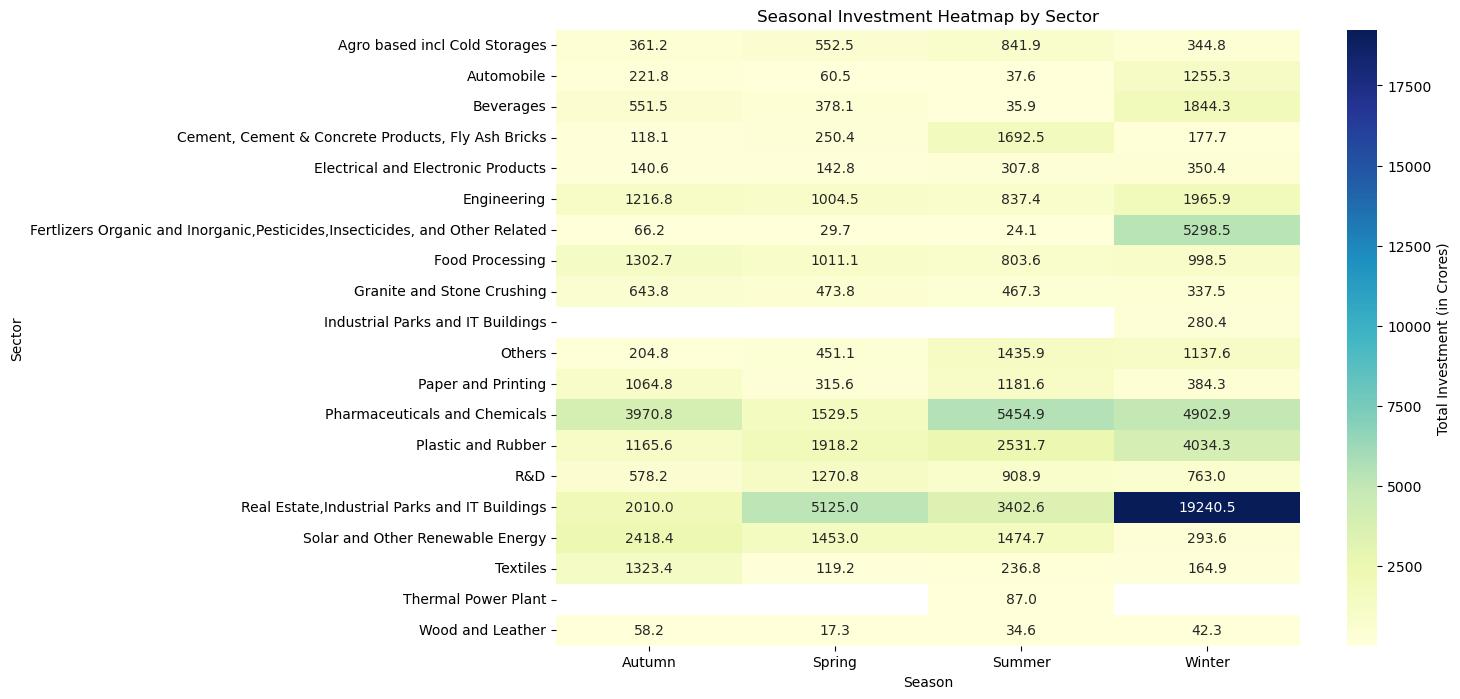 Seasonal Investment Heatmap by Sector
Agro based incl Cold Storages 361.2 552.5 841.9 344.8
Automobile 221.8 60.5 37.6 1255.3
Beverages 551.5 378.1 35.9 1844.3
Cement, Cement & Concrete Products, Fly Ash Bricks 118.1 250.4 1692.5 177.7
Electrical and Electronic Products 140.6 142.8 307.8 350.4
Engineering 1216.8 1004.5 837.4 1965.9
Fertlizers Organic and Inorganic,Pesticides,Insecticides, and Other Related 66.2 29.7 24.1 5298.5
Food Processing 1302.7 1011.1 803.6 998.5
Granite and Stone Crushing 643.8 473.8 467.3 337.5
Industrial Parks and IT Buildings 280.4
Others 204.8 451.1 1435.9 1137.6
Paper and Printing 1064.8 315.6 1181.6 384.3
Pharmaceuticals and Chemicals 3970.8 1529.5 5454.9 4902.9
Plastic and Rubber 1165.6 1918.2 2531.7 4034.3
R&D 578.2 1270.8 908.9 763.0
Real Estate,Industrial Parks and IT Buildings 2010.0 5125.0 3402.6 19240.5
Solar and Other Renewable Energy 2418.4 1453.0 1474.7 293.6
Textiles 1323.4 119.2 236.8 164.9
Thermal Power Plant 87.0
Wood and Leather 58.2 17.3 34.6 42.3
Autumn Spring Summer Winter
Season
Sector
17500
15000
12500
10000
7500
5000
2500
Total Investment (in Crores)